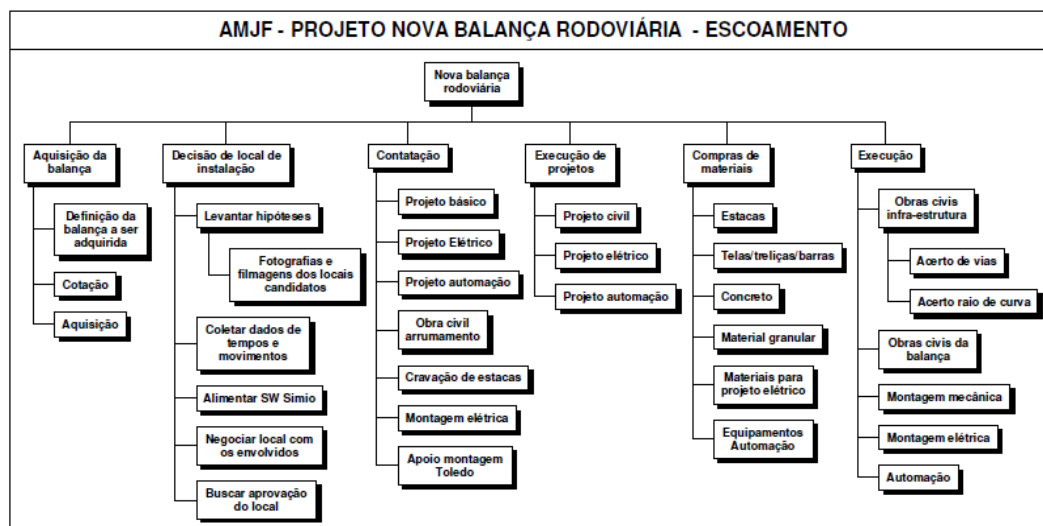 AMJF - PROJETO NOVA BALANÇA RODOVIÁRIA - ESCOAMENTO
Nova balança
rodoviária
Aquisição da
balança
Definição da
balança a ser
adquirida
Cotação
Aquisição
Decisão de local de
instalação
Levantar hipóteses
Fotografias e
filmagens dos locais
candidatos
Coletar dados de
tempos e
movimentos
Alimentar SW Simio
Negociar local com
os envolvidos
Buscar aprovação
do local
Contatação
Projeto básico
Projeto Elétrico
Projeto automação
Obra civil
arrumamento
Cravação de estacas
Montagem elétrica
Apoio montagem
Toledo
Execução de
projetos
Projeto civil
Projeto elétrico
Projeto automação
Compras de
materiais
Estacas
Telas/treliças/barras
Concreto
Material granular
Materiais para
projeto elétrico
Equipamentos
Automação
Execução
Obras civis
infra-estrutura
Acerto de vias
Acerto raio de curva
Obras civis da
balança
Montagem mecânica
Montagem elétrica
Automação